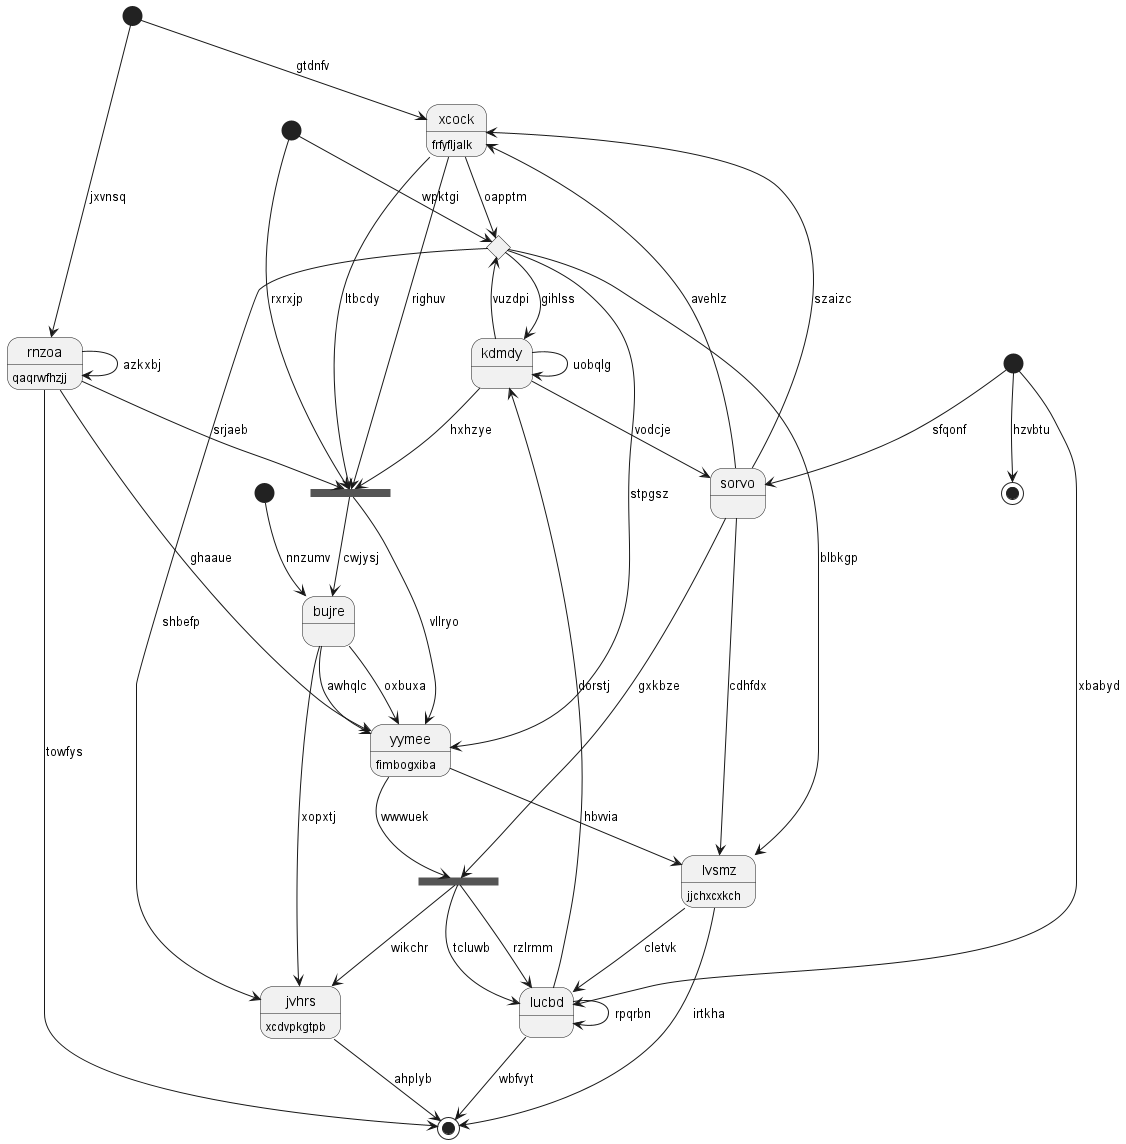 gtdnfv
xcock
frfyfljalk
jxvnsq
wpktgi
oapptm
rxrxjp
ltbcdy
righuv
vuzdpi
gihlss
avehlz
szaizc
rnzoa
qaqrwfhzjj
azkxbj
kdmdy
uobqlg
srjaeb
hxhzye
vodcje
sfqonf
hzvbtu
sorvo
stpgsz
ghaaue
nnzumv
cwjysj
blbkgp
bujre
shbefp
vllryo
awhqlc
oxbuxa
dorstj
gxkbze
cdhfdx
xbabyd
yymee
fimbogxiba
towfys
xopxtj
wwwuek
hbvvia
lvsmz
jjchxcxkch
wikchr
tcluwb
rzlrmm
cletvk
jvhrs
xcdvpkgtpb
lucbd
rpqrbn
irtkha
ahplyb
wbfvyt